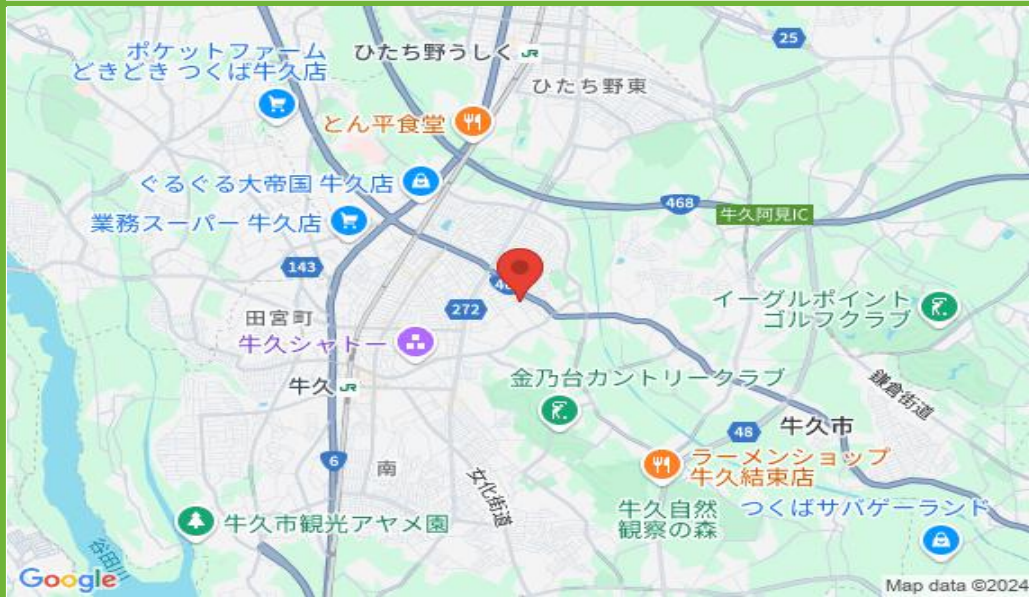 ポケットファーム
どきどき つくば牛久店
ひたち野うしく JR
25
ひたち野東
とん平食堂
ぐるぐる大帝国 牛久店
業務スーパー 牛久店
468
牛久阿見IC
143
272
イーグルポイント
ゴルフクラブ
田宮町
牛久シャトー
牛久 JR
金乃台カントリークラブ
鎌倉街道
48
牛久市
6
南
女化街道
ラーメンショップ
牛久結束店
牛久自然
観察の森
つくばサバゲーランド
牛久市観光アヤメ園
谷田川
Google
Map data ©2024